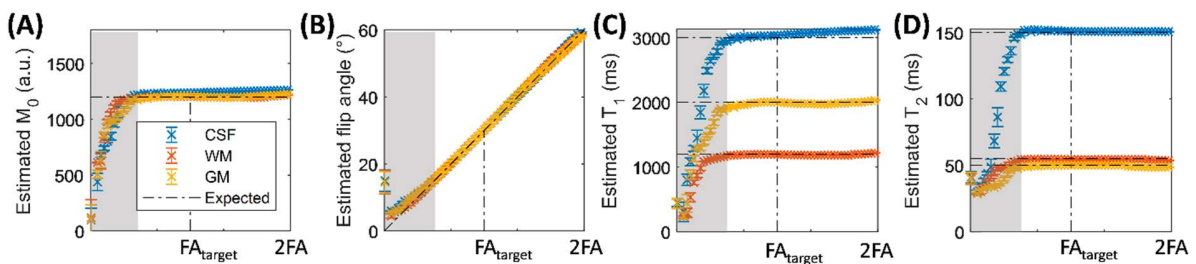 (A)
Estimated M0 (a.u.)
1500
1000
500
0
CSF
WM
GM
Expected
FAtarget
2FA
(B)
Estimated flip angle (°)
60
40
20
0
FAtarget
2FA
(C)
Estimated T1 (ms)
3000
2000
1000
0
FAtarget
2FA
(D)
Estimated T2 (ms)
150
100
50
0
FAtarget
2FA